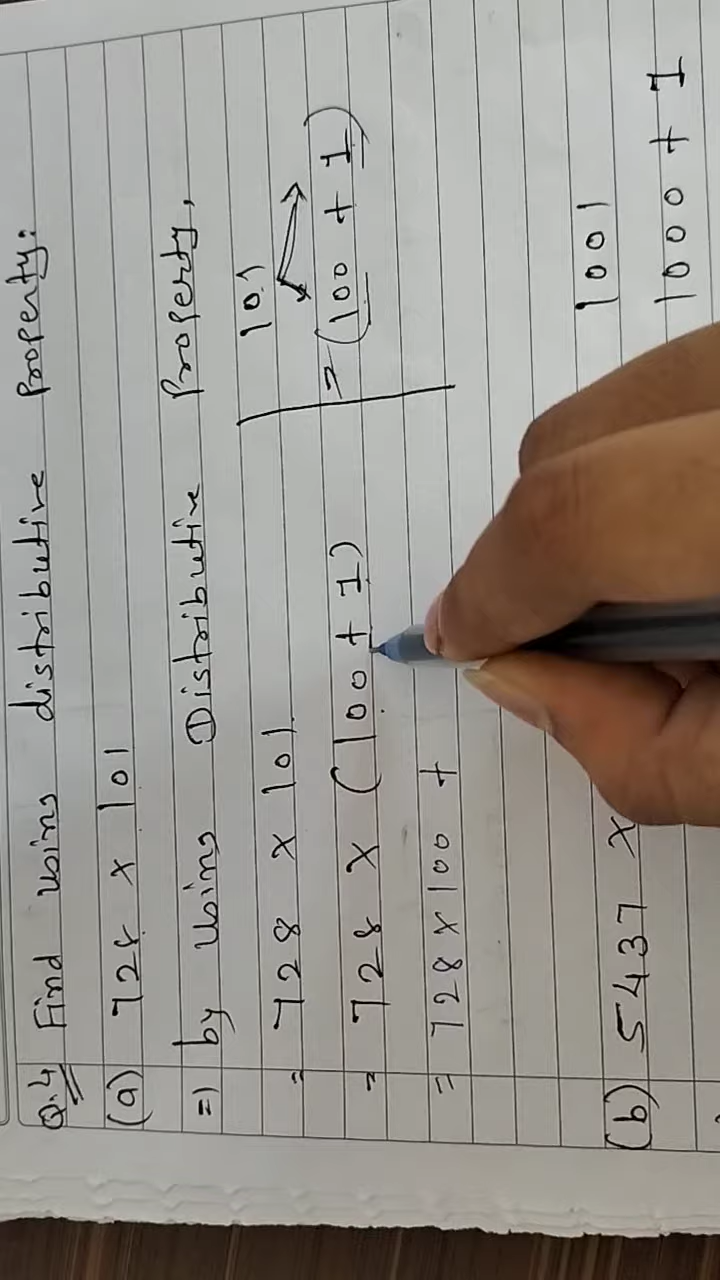 Q.4 Find using distributive property:
(a) 728 x 101
=) by using Distributive Property,
= 728 x 101
101
= 728 x (100 + 1)
= (100 + 1)
= 728 x 100 +
(b) 5437 x
1001
1000 + 1